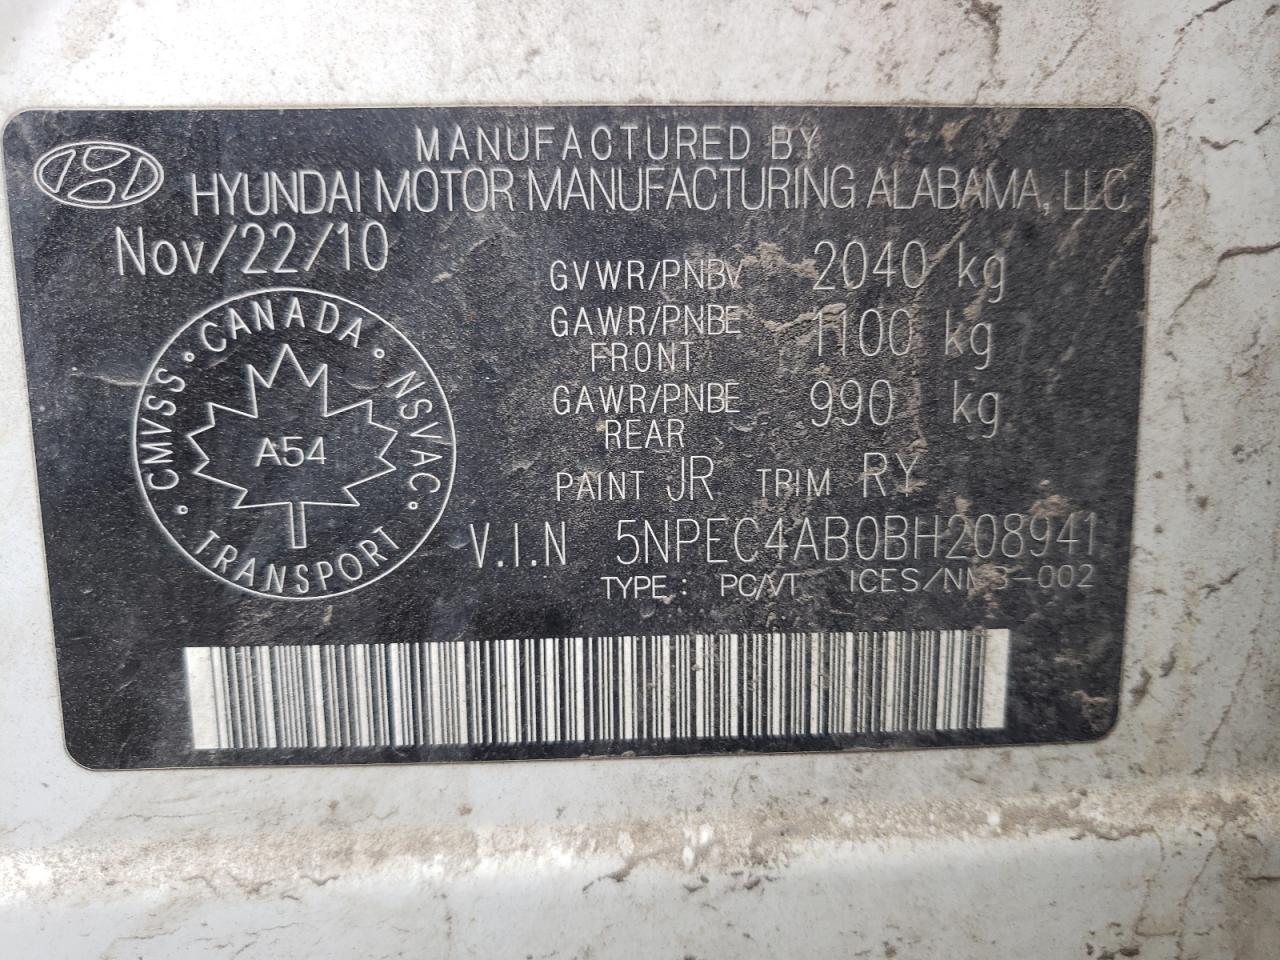 MANUFACTURED BY
HYUNDAI MOTOR MANUFACTURING ALABAMA, LLC
Nov/22/10
GVWR/PNBV 2040 kg
GAWR/PNBE FRONT 1100 kg
GAWR/PNBE REAR 990 kg
PAINT JR TRIM RY
V.I.N 5NPEC4AB0BH208941
TYPE : PC/VT ICES/NMB-002
CANADA
CMVSS
NSVAC
A54
TRANSPORT